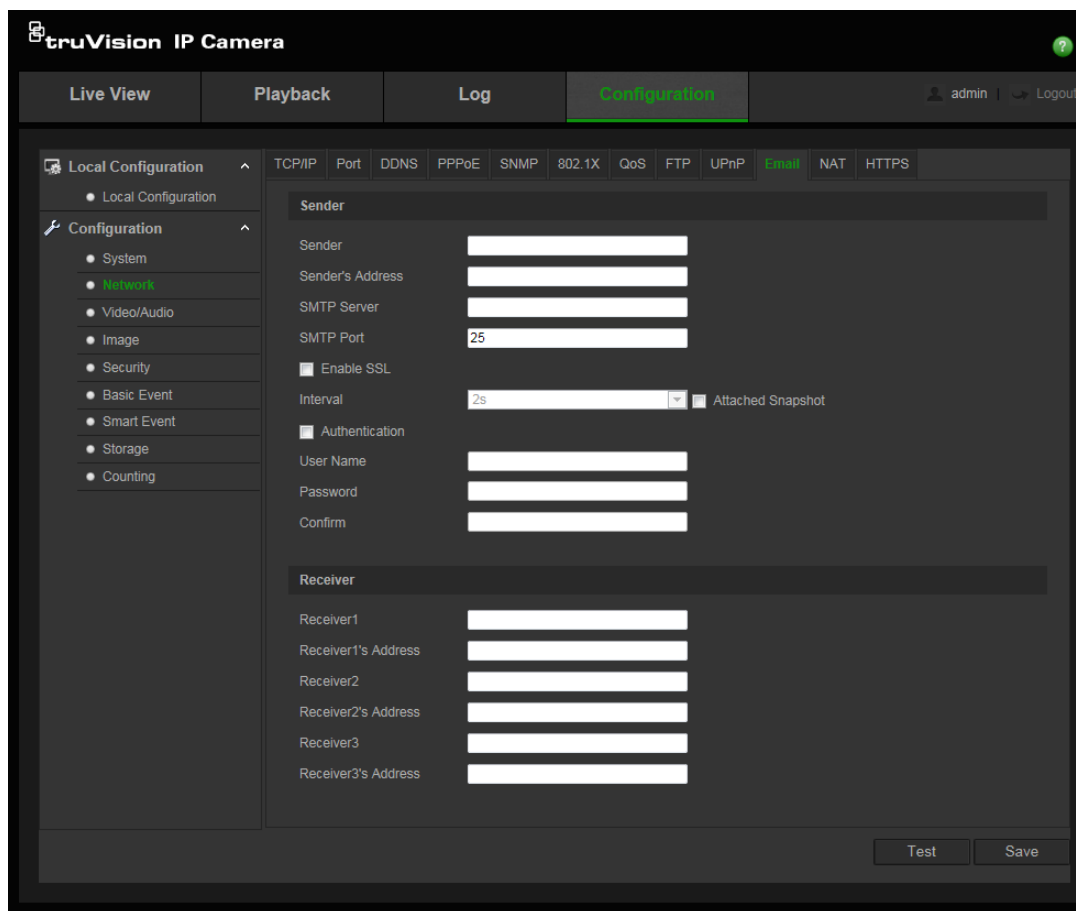 truVision IP Camera
?
Live View Playback Log Configuration admin | Logout
Local Configuration
Local Configuration
Configuration
System
Network
Video/Audio
Image
Security
Basic Event
Smart Event
Storage
Counting
TCP/IP Port DDNS PPPoE SNMP 802.1X QoS FTP UPnP Email NAT HTTPS
Sender
Sender
Sender's Address
SMTP Server
SMTP Port 25
Enable SSL
Interval 2s Attached Snapshot
Authentication
User Name
Password
Confirm
Receiver
Receiver1
Receiver1's Address
Receiver2
Receiver2's Address
Receiver3
Receiver3's Address
Test Save